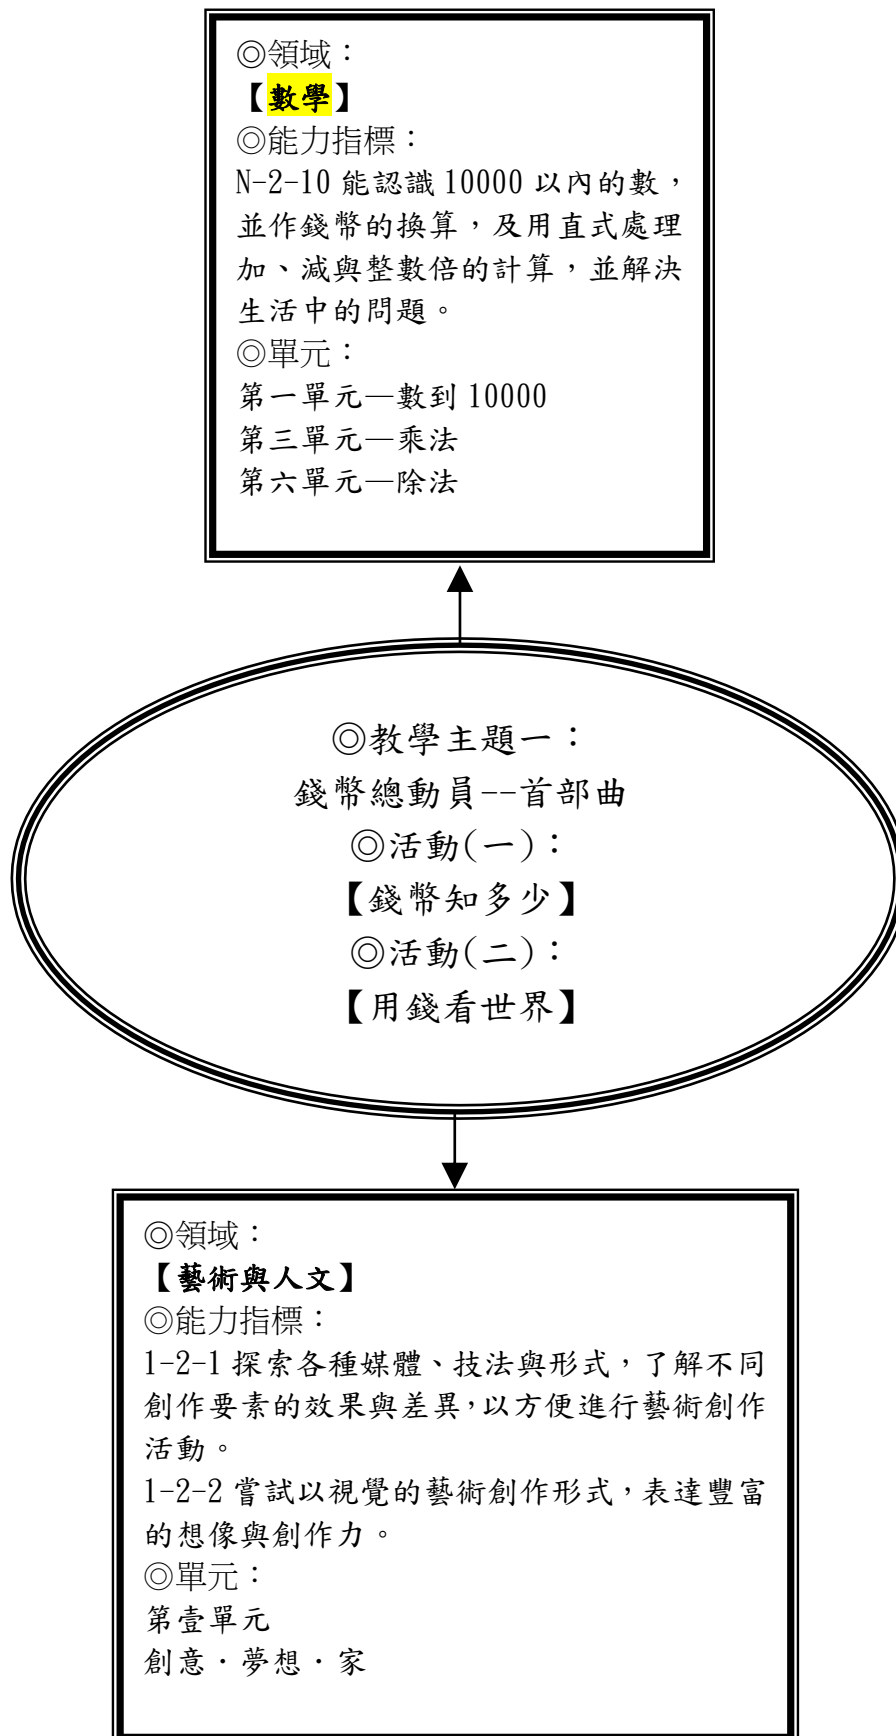 ◎領域：
【數學】
◎能力指標：
N-2-10 能認識 10000 以內的數，
並作錢幣的換算，及用直式處理
加、減與整數倍的計算，並解決
生活中的問題。
◎單元：
第一單元—數到 10000
第三單元—乘法
第六單元—除法
◎教學主題一：
錢幣總動員--首部曲
◎活動(一)：
【錢幣知多少】
◎活動(二)：
【用錢看世界】
◎領域：
【藝術與人文】
◎能力指標：
1-2-1 探索各種媒體、技法與形式，了解不同
創作要素的效果與差異，以方便進行藝術創作
活動。
1-2-2 嘗試以視覺的藝術創作形式，表達豐富
的想像與創作力。
◎單元：
第壹單元
創意．夢想．家